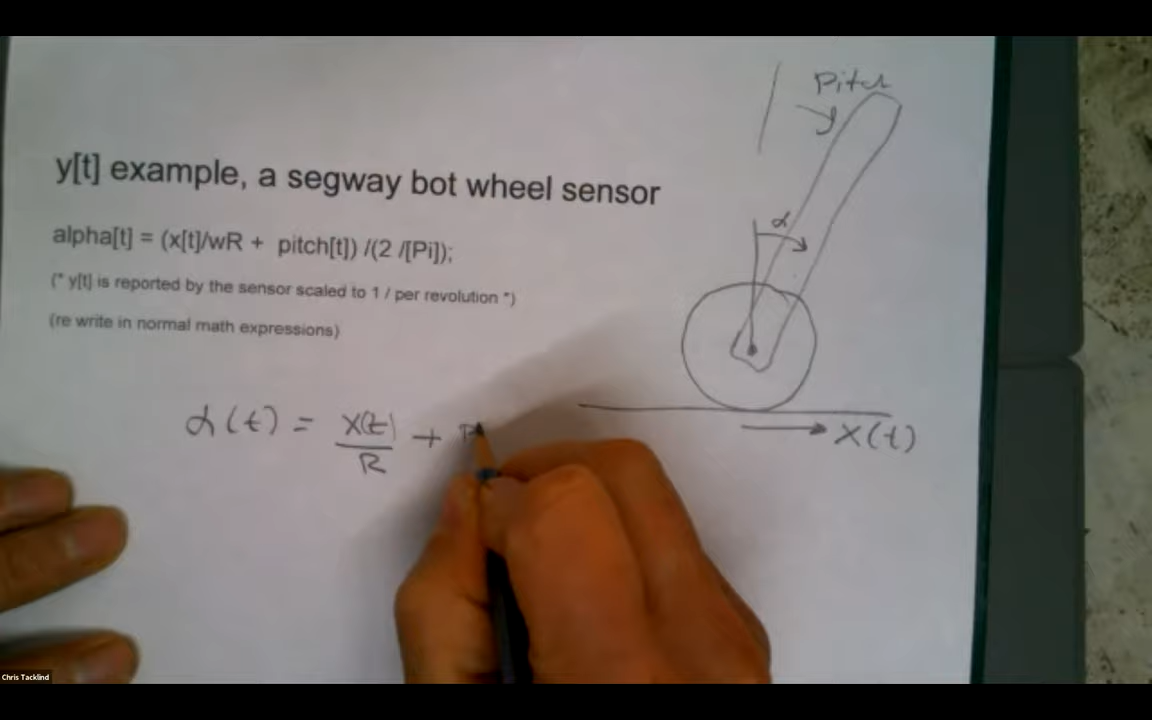 Pitch
y[t] example, a segway bot wheel sensor
alpha[t] = (x[t]/wR + pitch[t]) /(2 /[Pi]);
(* y[t] is reported by the sensor scaled to 1 / per revolution *)
(re write in normal math expressions)
α
α(t) = x(t)/R + P
x(t)
Chris Tacklind